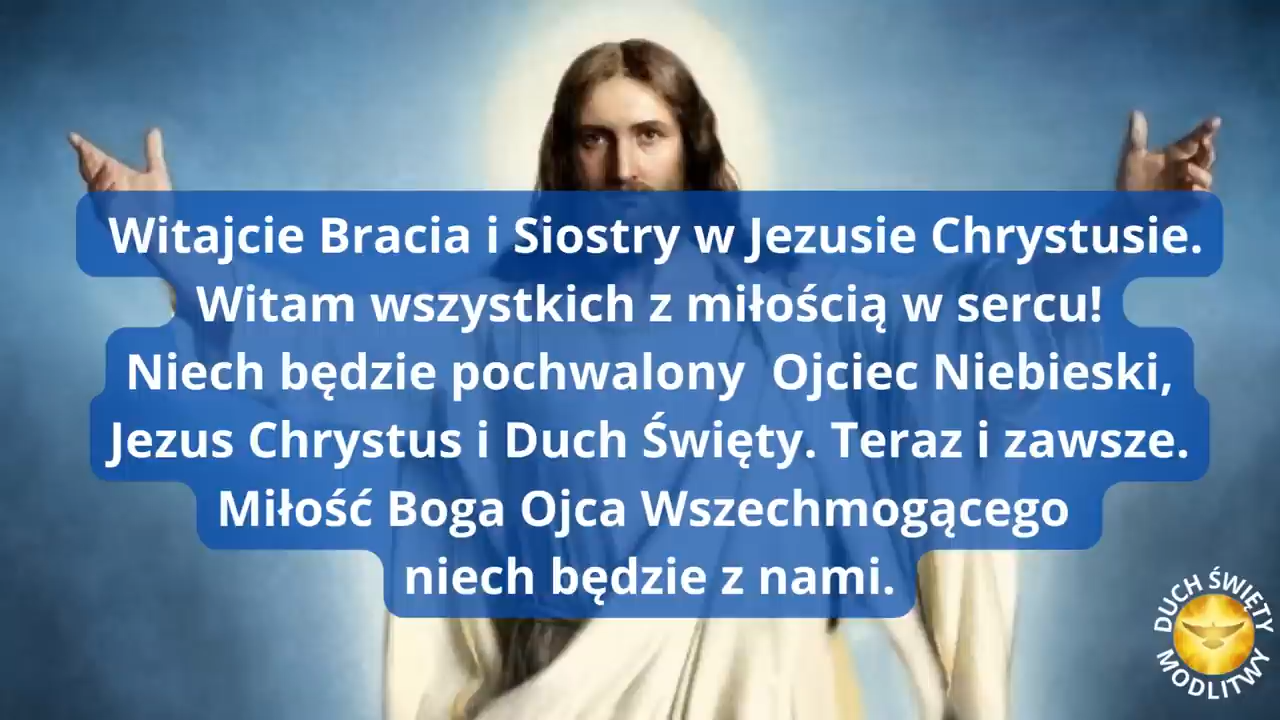 Witajcie Bracia i Siostry w Jezusie Chrystusie.
Witam wszystkich z miłością w sercu!
Niech będzie pochwalony Ojciec Niebieski,
Jezus Chrystus i Duch Święty. Teraz i zawsze.
Miłość Boga Ojca Wszechmogącego
niech będzie z nami.
DUCH ŚWIĘTY
MODLITWY